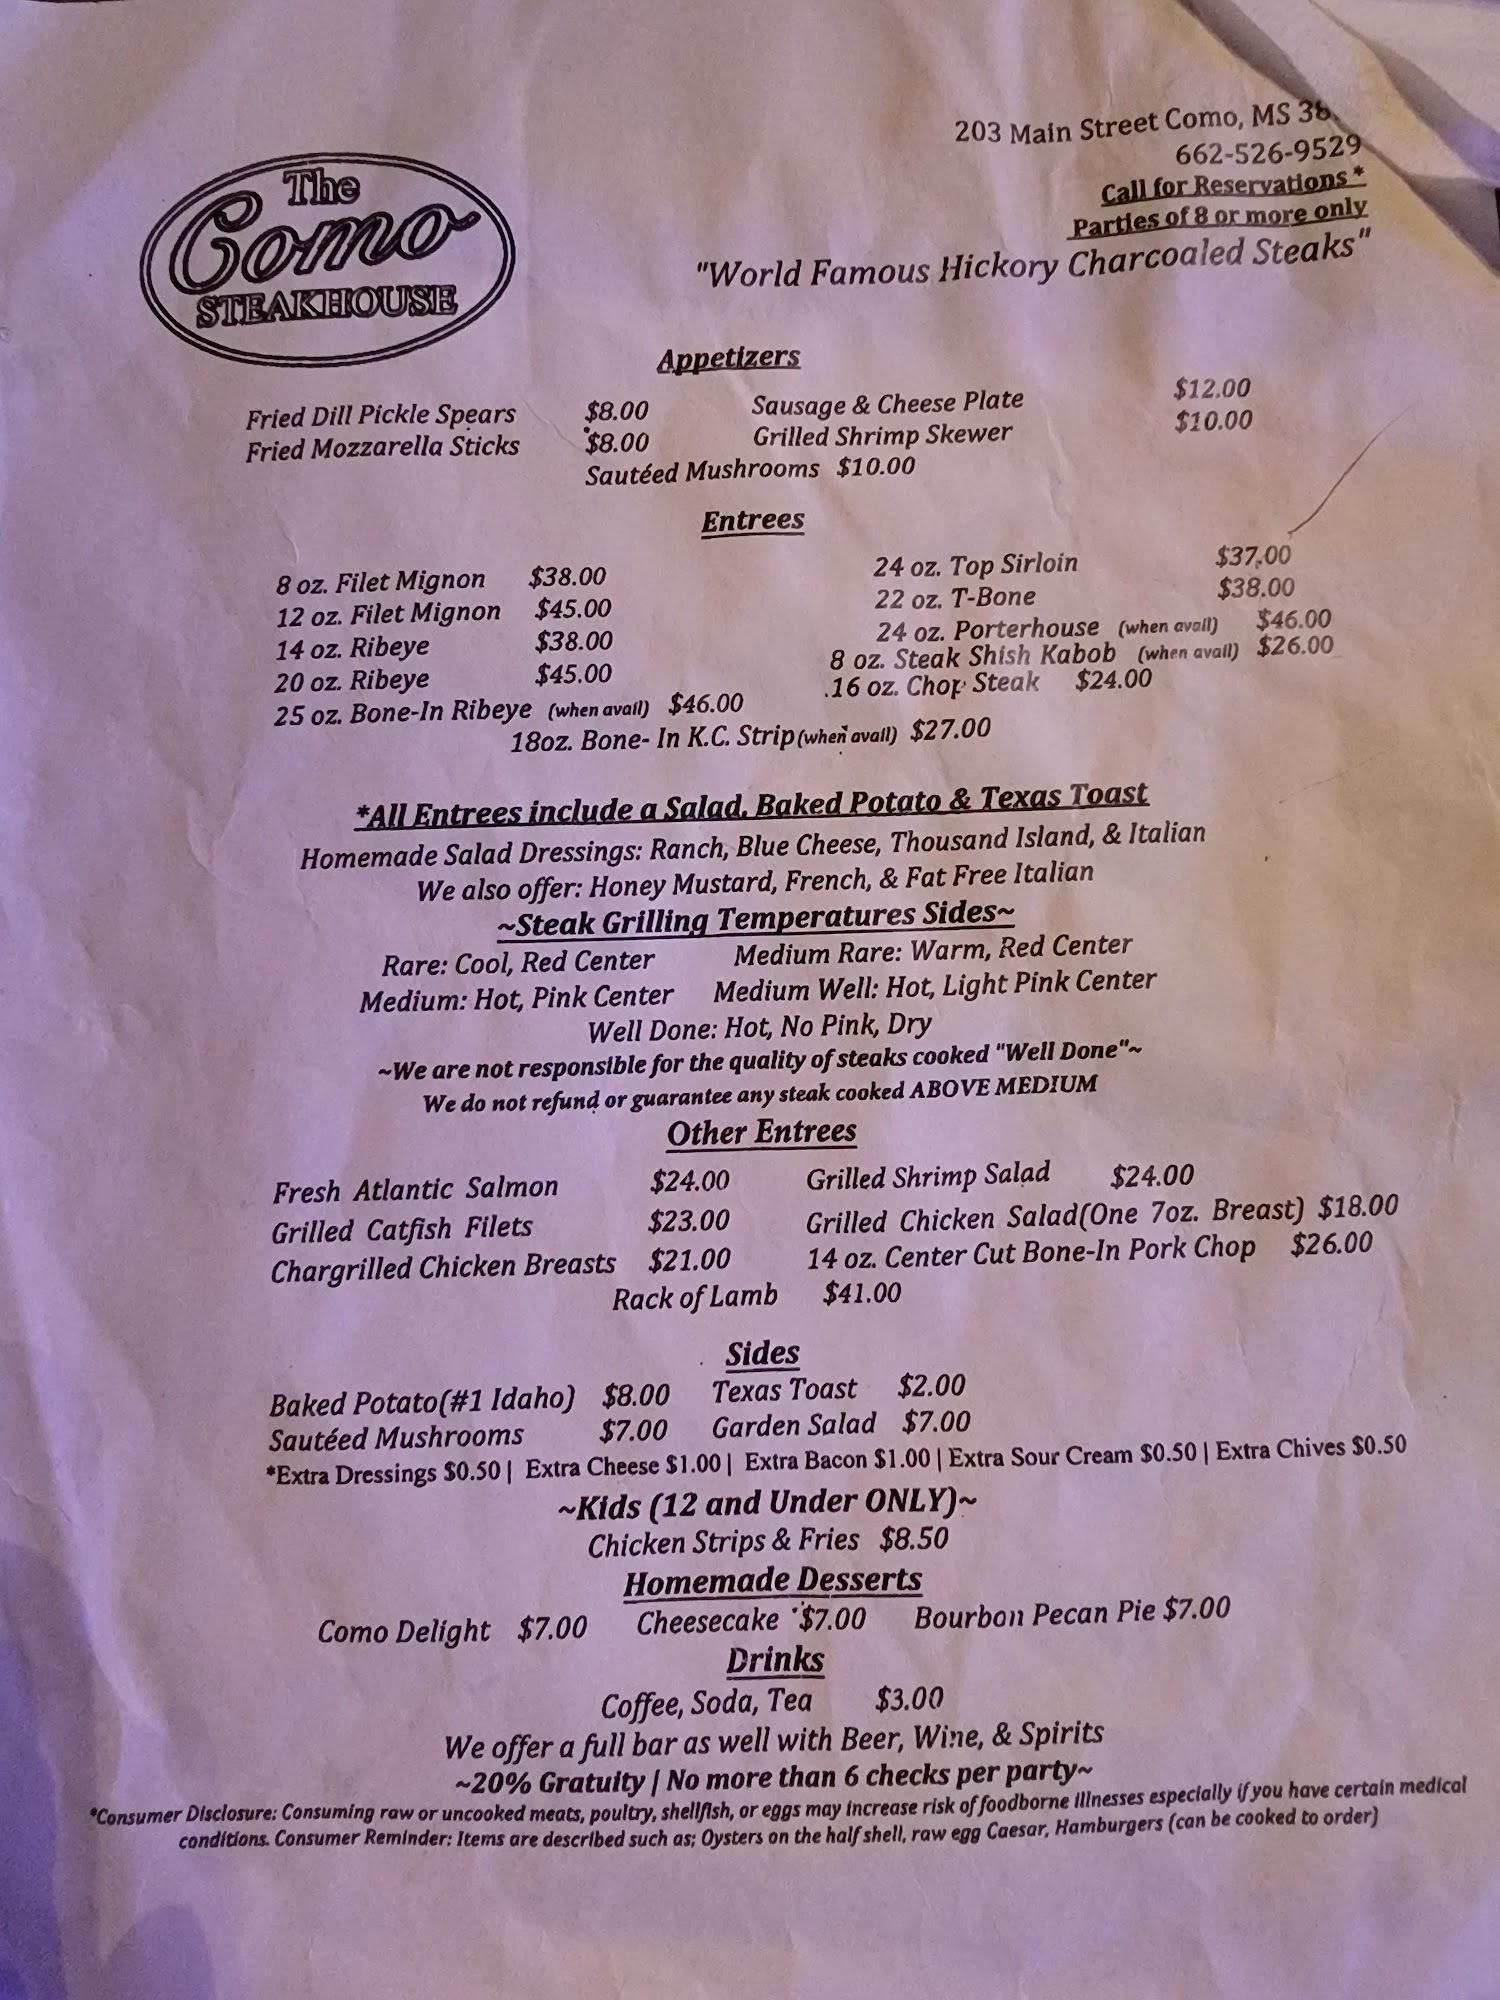 The
Como
STEAKHOUSE
203 Main Street Como, MS 38
662-526-9529
Call for Reservations*
Parties of 8 or more only
"World Famous Hickory Charcoaled Steaks"
Appetizers
Fried Dill Pickle Spears $8.00 Sausage & Cheese Plate $12.00
Fried Mozzarella Sticks $8.00 Grilled Shrimp Skewer $10.00
Sautéed Mushrooms $10.00
Entrees
8 oz. Filet Mignon $38.00 24 oz. Top Sirloin $37.00
12 oz. Filet Mignon $45.00 22 oz. T-Bone $38.00
14 oz. Ribeye $38.00 24 oz. Porterhouse (when avail) $46.00
20 oz. Ribeye $45.00 8 oz. Steak Shish Kabob (when avail) $26.00
25 oz. Bone-In Ribeye (when avail) $46.00 16 oz. Chop Steak $24.00
18oz. Bone- In K.C. Strip(when avail) $27.00
*All Entrees include a Salad, Baked Potato & Texas Toast
Homemade Salad Dressings: Ranch, Blue Cheese, Thousand Island, & Italian
We also offer: Honey Mustard, French, & Fat Free Italian
~Steak Grilling Temperatures Sides~
Rare: Cool, Red Center Medium Rare: Warm, Red Center
Medium: Hot, Pink Center Medium Well: Hot, Light Pink Center
Well Done: Hot, No Pink, Dry
~We are not responsible for the quality of steaks cooked "Well Done"~
We do not refund or guarantee any steak cooked ABOVE MEDIUM
Other Entrees
Fresh Atlantic Salmon $24.00 Grilled Shrimp Salad $24.00
Grilled Catfish Filets $23.00 Grilled Chicken Salad(One 7oz. Breast) $18.00
Chargrilled Chicken Breasts $21.00 14 oz. Center Cut Bone-In Pork Chop $26.00
Rack of Lamb $41.00
Sides
Baked Potato(#1 Idaho) $8.00 Texas Toast $2.00
Sautéed Mushrooms $7.00 Garden Salad $7.00
*Extra Dressings $0.50 | Extra Cheese $1.00 | Extra Bacon $1.00 | Extra Sour Cream $0.50 | Extra Chives $0.50
~Kids (12 and Under ONLY)~
Chicken Strips & Fries $8.50
Homemade Desserts
Como Delight $7.00 Cheesecake $7.00 Bourbon Pecan Pie $7.00
Drinks
Coffee, Soda, Tea $3.00
We offer a full bar as well with Beer, Wine, & Spirits
~20% Gratuity | No more than 6 checks per party~
*Consumer Disclosure: Consuming raw or uncooked meats, poultry, shellfish, or eggs may increase risk of foodborne illnesses especially if you have certain medical
conditions. Consumer Reminder: Items are described such as; Oysters on the half shell, raw egg Caesar, Hamburgers (can be cooked to order)